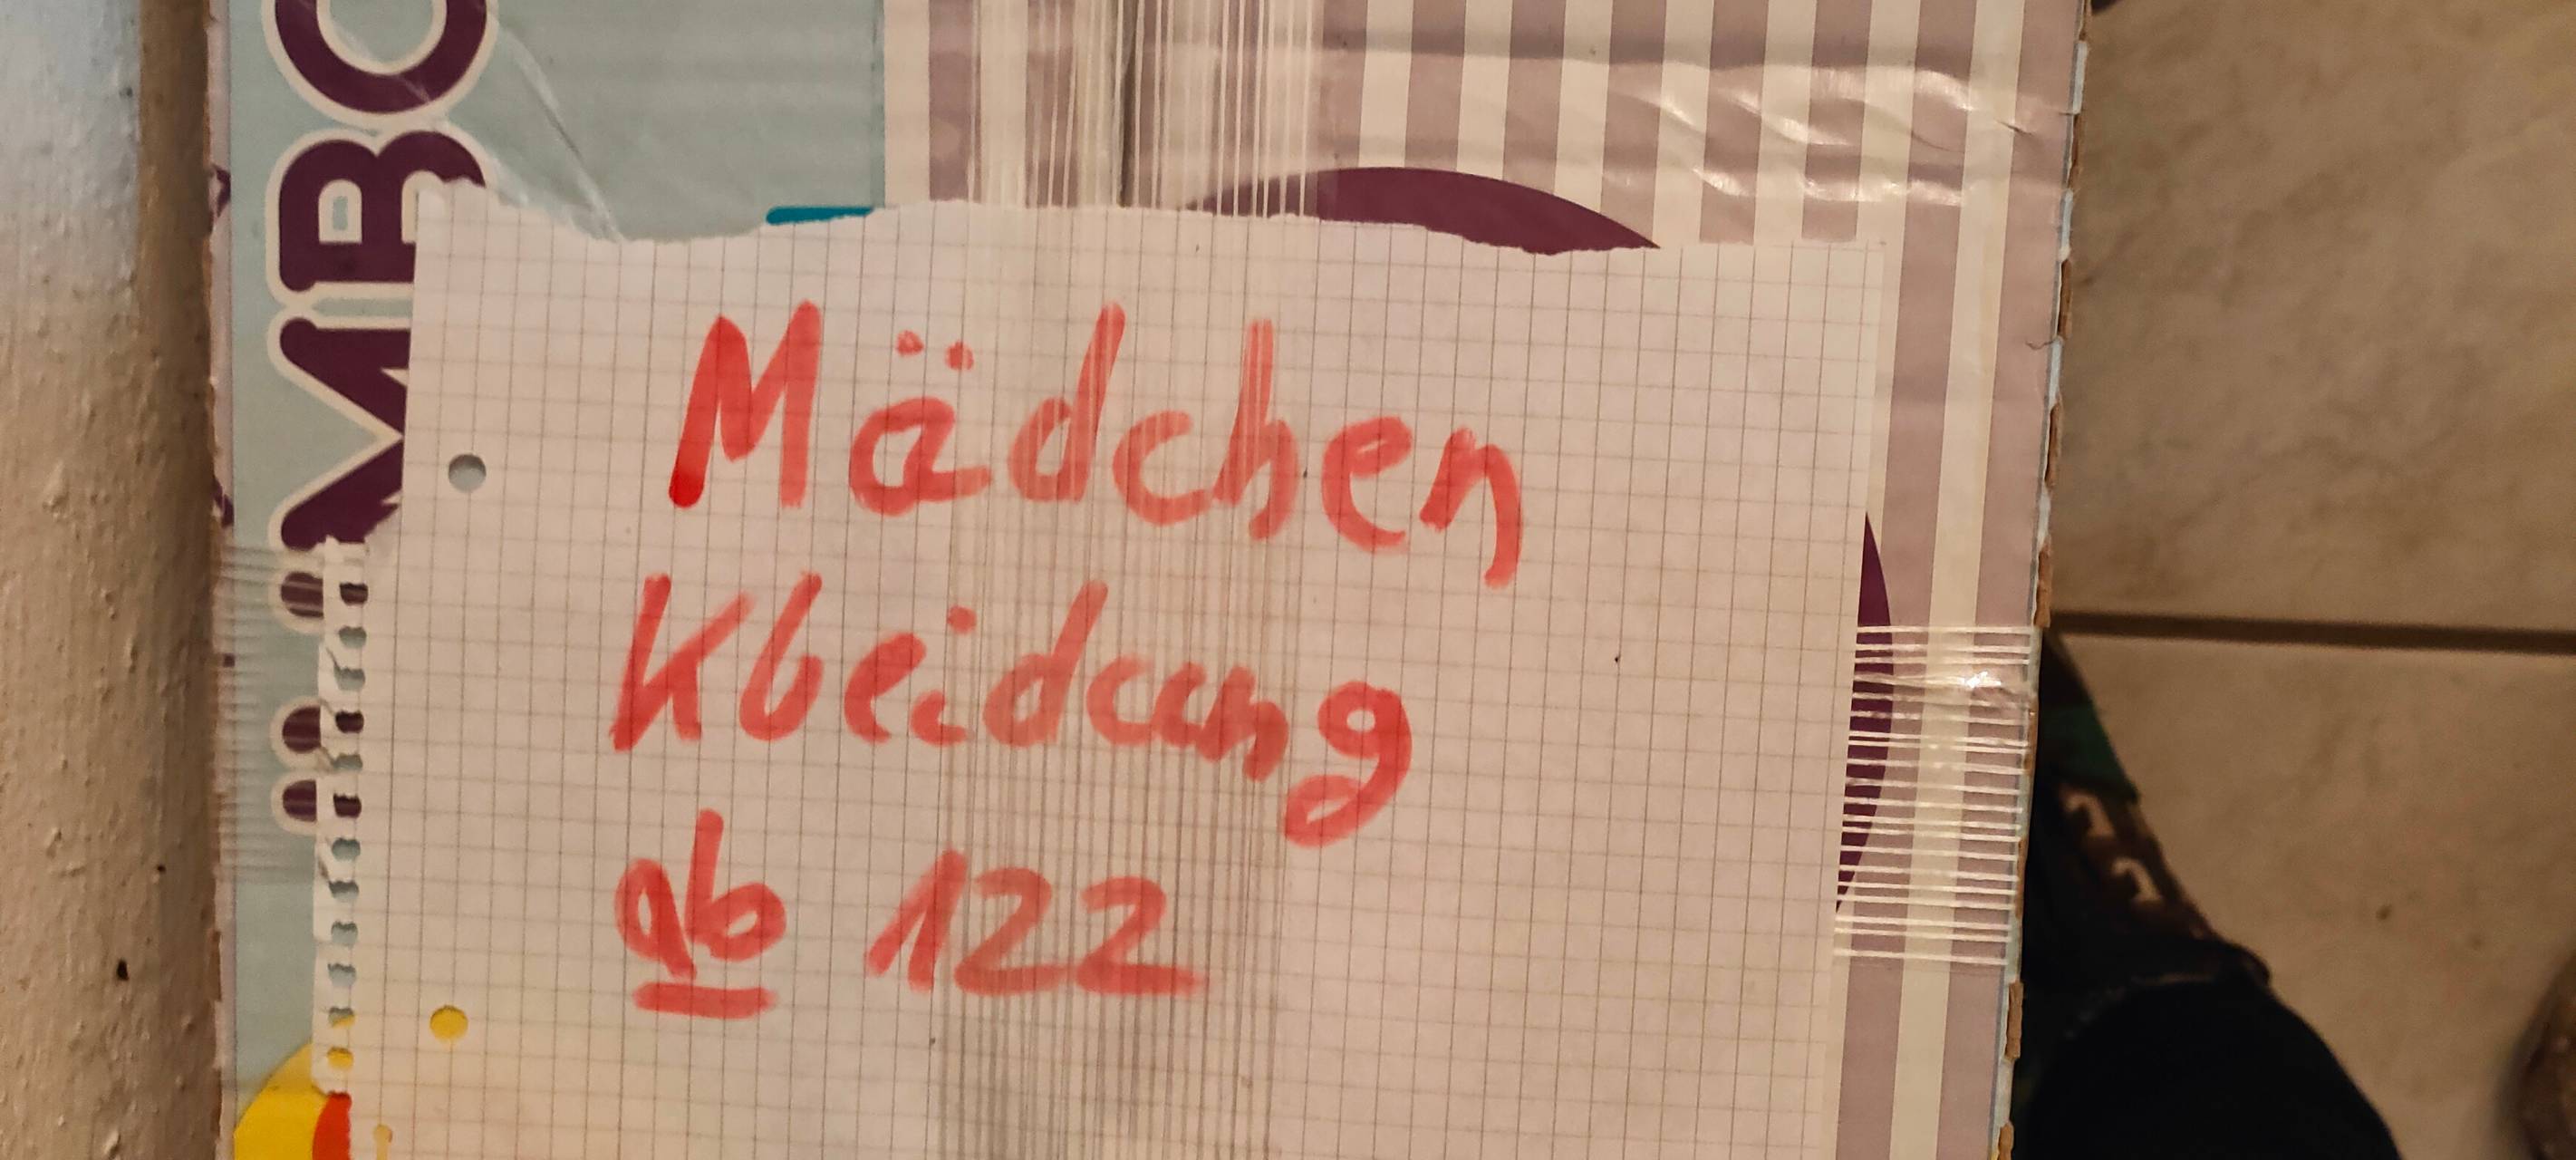 Mädchen
Kleidung
ab 122